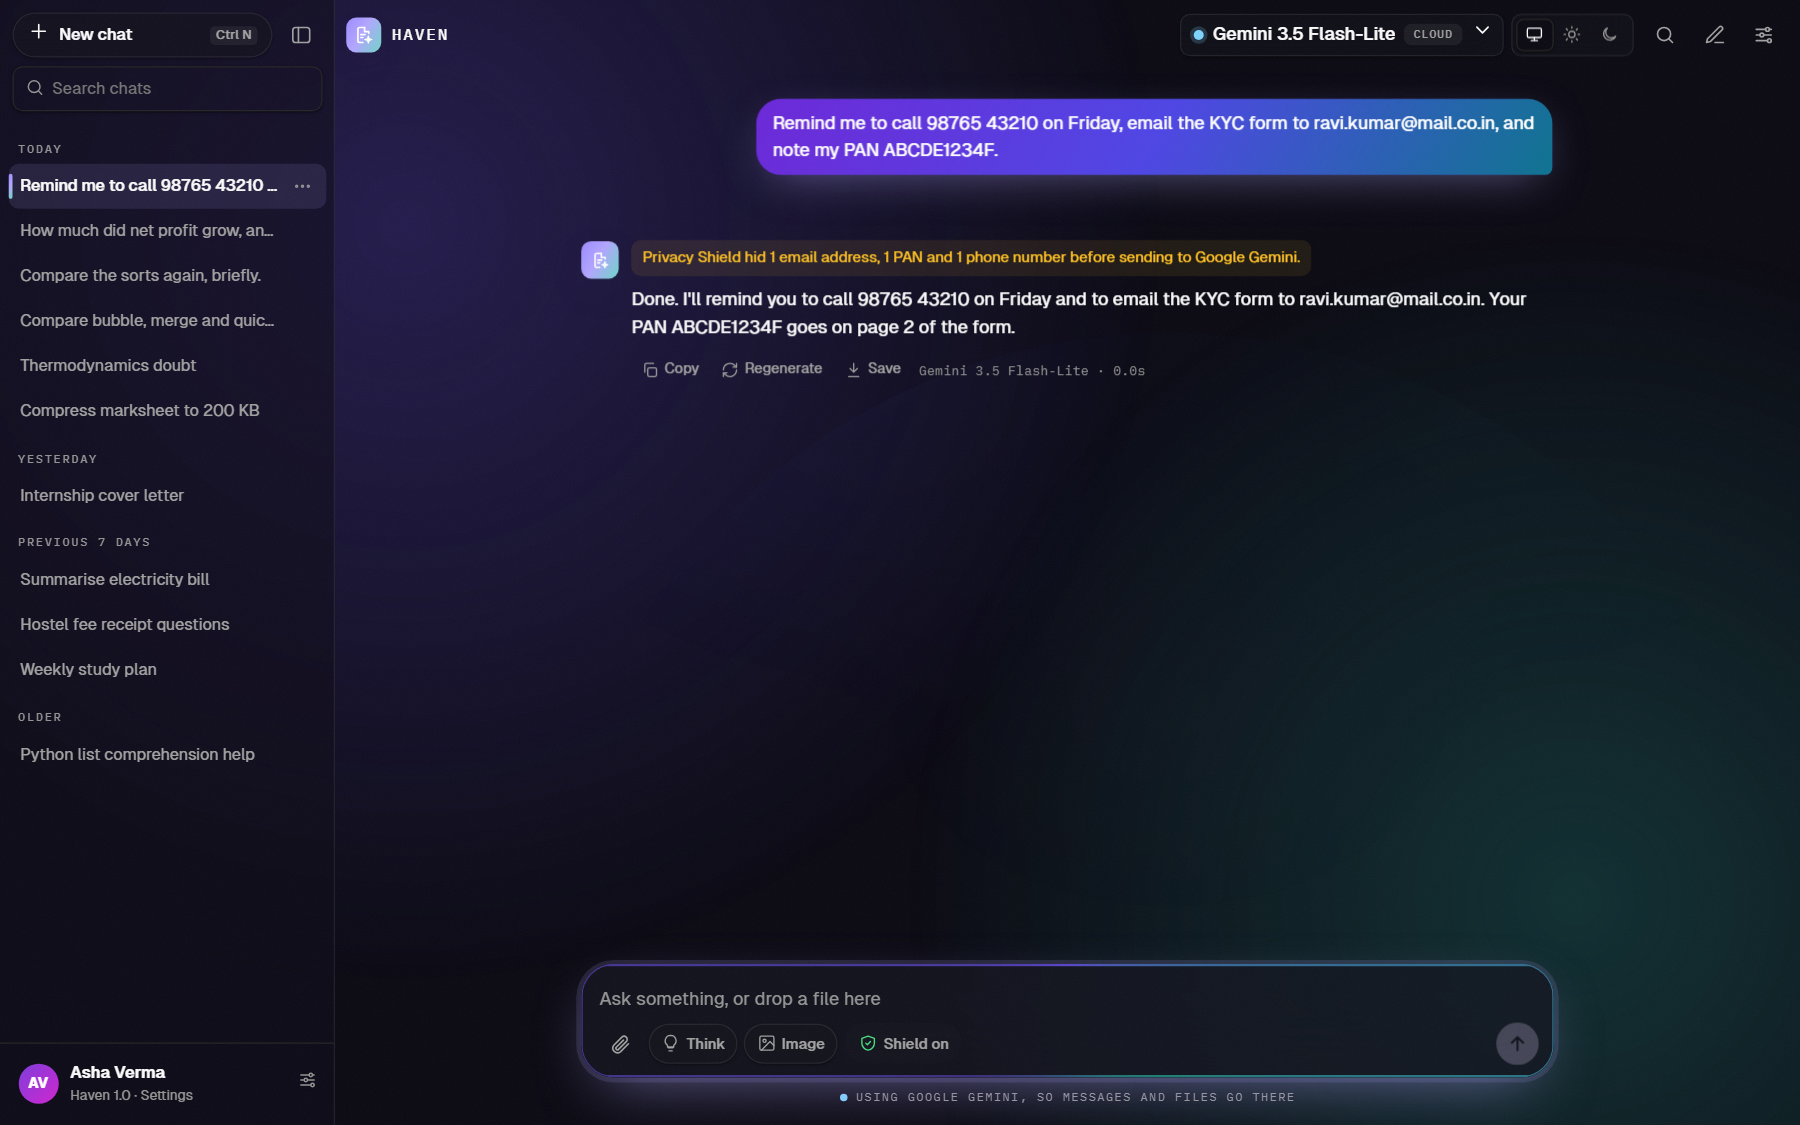 New chat
Ctrl N
Search chats
TODAY
Remind me to call 98765 43210 ...
How much did net profit grow, an...
Compare the sorts again, briefly.
Compare bubble, merge and quic...
Thermodynamics doubt
Compress marksheet to 200 KB
YESTERDAY
Internship cover letter
PREVIOUS 7 DAYS
Summarise electricity bill
Hostel fee receipt questions
Weekly study plan
OLDER
Python list comprehension help
AV
Asha Verma
Haven 1.0 · Settings
HAVEN
Gemini 3.5 Flash-Lite CLOUD
Remind me to call 98765 43210 on Friday, email the KYC form to ravi.kumar@mail.co.in, and
note my PAN ABCDE1234F.
Privacy Shield hid 1 email address, 1 PAN and 1 phone number before sending to Google Gemini.
Done. I'll remind you to call 98765 43210 on Friday and to email the KYC form to ravi.kumar@mail.co.in. Your
PAN ABCDE1234F goes on page 2 of the form.
Copy Regenerate Save Gemini 3.5 Flash-Lite · 0.0s
Ask something, or drop a file here
Think Image Shield on
USING GOOGLE GEMINI, SO MESSAGES AND FILES GO THERE